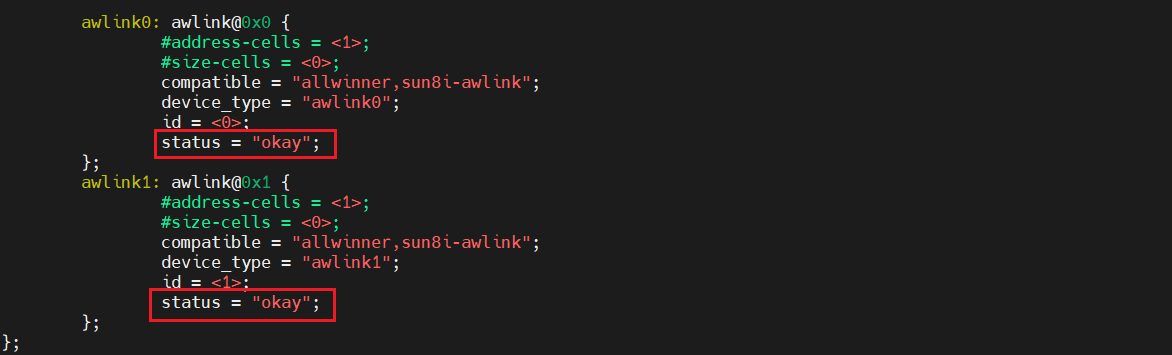 awlink0: awlink@0x0 {
#address-cells = <1>;
#size-cells = <0>;
compatible = "allwinner,sun8i-awlink";
device_type = "awlink0";
id = <0>;
status = "okay";
};
awlink1: awlink@0x1 {
#address-cells = <1>;
#size-cells = <0>;
compatible = "allwinner,sun8i-awlink";
device_type = "awlink1";
id = <1>;
status = "okay";
};
};